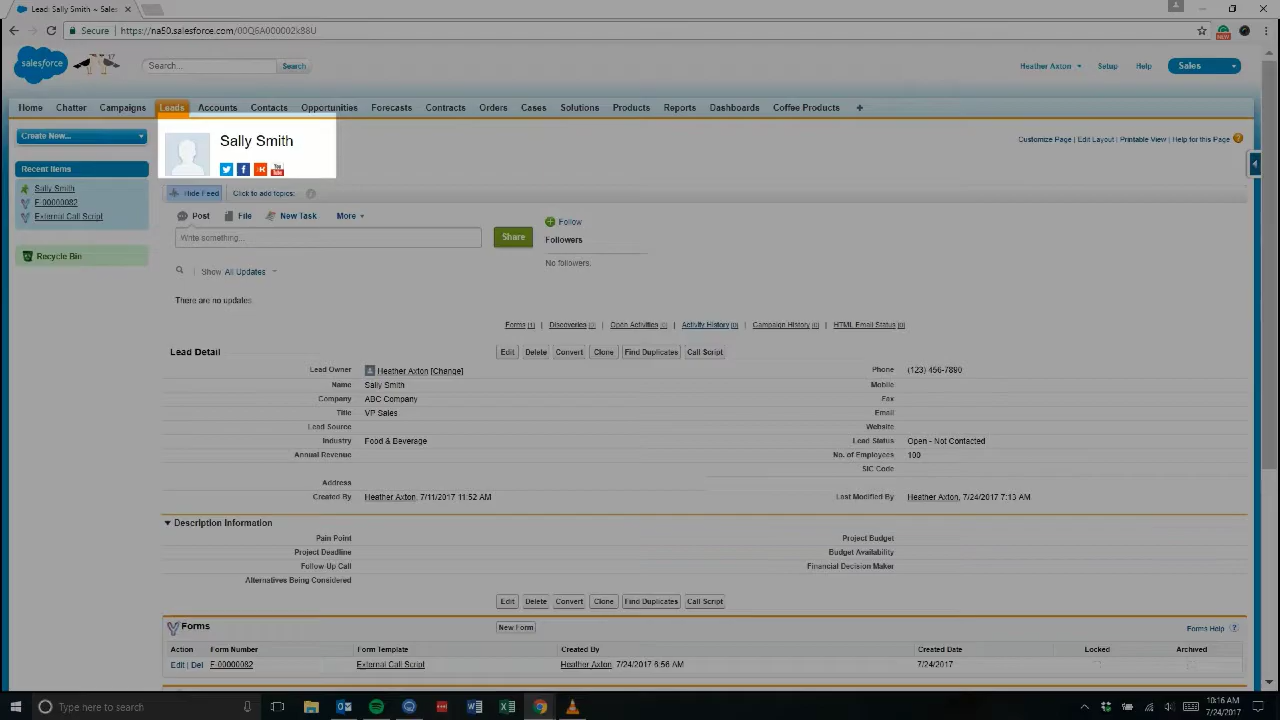 Lead: Sally Smith ~ Sales
Secure | https://na50.salesforce.com/00Q6A000002k88U
NEW
salesforce Search... Search Heather Axton Setup Help Sales
Home Chatter Campaigns Leads Accounts Contacts Opportunities Forecasts Contracts Orders Cases Solutions Products Reports Dashboards Coffee Products +
Create New...
Sally Smith
Customize Page | Edit Layout | Printable View | Help for this Page ?
Recent Items
Sally Smith
F-00000082
External Call Script
Recycle Bin
You Tube
Hide Feed Click to add topics: i
Post File New Task More
Write something... Share
Follow
Followers
No followers.
Show All Updates
There are no updates.
Forms [1] | Discoveries [0] | Open Activities [0] | Activity History [0] | Campaign History [0] | HTML Email Status [0]
Lead Detail Edit Delete Convert Clone Find Duplicates Call Script
Lead Owner Heather Axton [Change] Phone (123) 456-7890
Name Sally Smith Mobile
Company ABC Company Fax
Title VP Sales Email
Lead Source Website
Industry Food & Beverage Lead Status Open - Not Contacted
Annual Revenue No. of Employees 100
SIC Code
Address
Created By Heather Axton, 7/11/2017 11:52 AM Last Modified By Heather Axton, 7/24/2017 7:13 AM
Description Information
Pain Point Project Budget
Project Deadline Budget Availability
Follow-Up Call Financial Decision Maker
Alternatives Being Considered
Edit Delete Convert Clone Find Duplicates Call Script
Forms New Form Forms Help ?
Action Form Number Form Template Created By Created Date Locked Archived
Edit | Del F-00000082 External Call Script Heather Axton, 7/24/2017 6:56 AM 7/24/2017
Type here to search
10:16 AM
7/24/2017